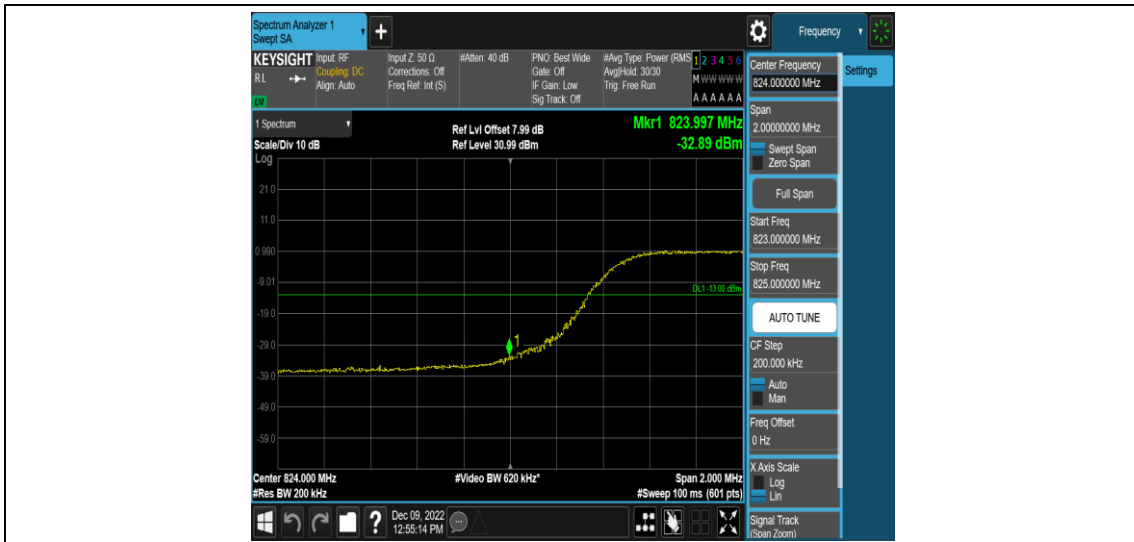 Spectrum Analyzer 1
Swept SA
+
Frequency
KEYSIGHT
RL
LXI
Input: RF
Coupling: DC
Align: Auto
Input Z: 50 Ω
Corrections: Off
Freq Ref: Int (S)
#Atten: 40 dB
PNO: Best Wide
Gate: Off
IF Gain: Low
Sig Track: Off
#Avg Type: Power (RMS
Avg|Hold: 30/30
Trig: Free Run
1 2 3 4 5 6
M W W W W W
A A A A A A
1 Spectrum
Scale/Div 10 dB
Log
Ref Lvl Offset 7.99 dB
Ref Level 30.99 dBm
Mkr1 823.997 MHz
-32.89 dBm
21.0
11.0
0.990
-9.01
DL1 -13.00 dBm
-19.0
-29.0
1
-39.0
-49.0
-59.0
Center 824.000 MHz
#Video BW 620 kHz*
Span 2.000 MHz
#Res BW 200 kHz
#Sweep 100 ms (601 pts)
?
Dec 09, 2022
12:55:14 PM
Center Frequency
824.000000 MHz
Settings
Span
2.00000000 MHz
Swept Span
Zero Span
Full Span
Start Freq
823.000000 MHz
Stop Freq
825.000000 MHz
AUTO TUNE
CF Step
200.000 kHz
Auto
Man
Freq Offset
0 Hz
X Axis Scale
Log
Lin
Signal Track
(Span Zoom)